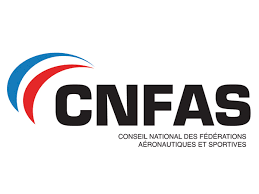 CNFAS
CONSEIL NATIONAL DES FÉDÉRATIONS
AÉRONAUTIQUES ET SPORTIVES